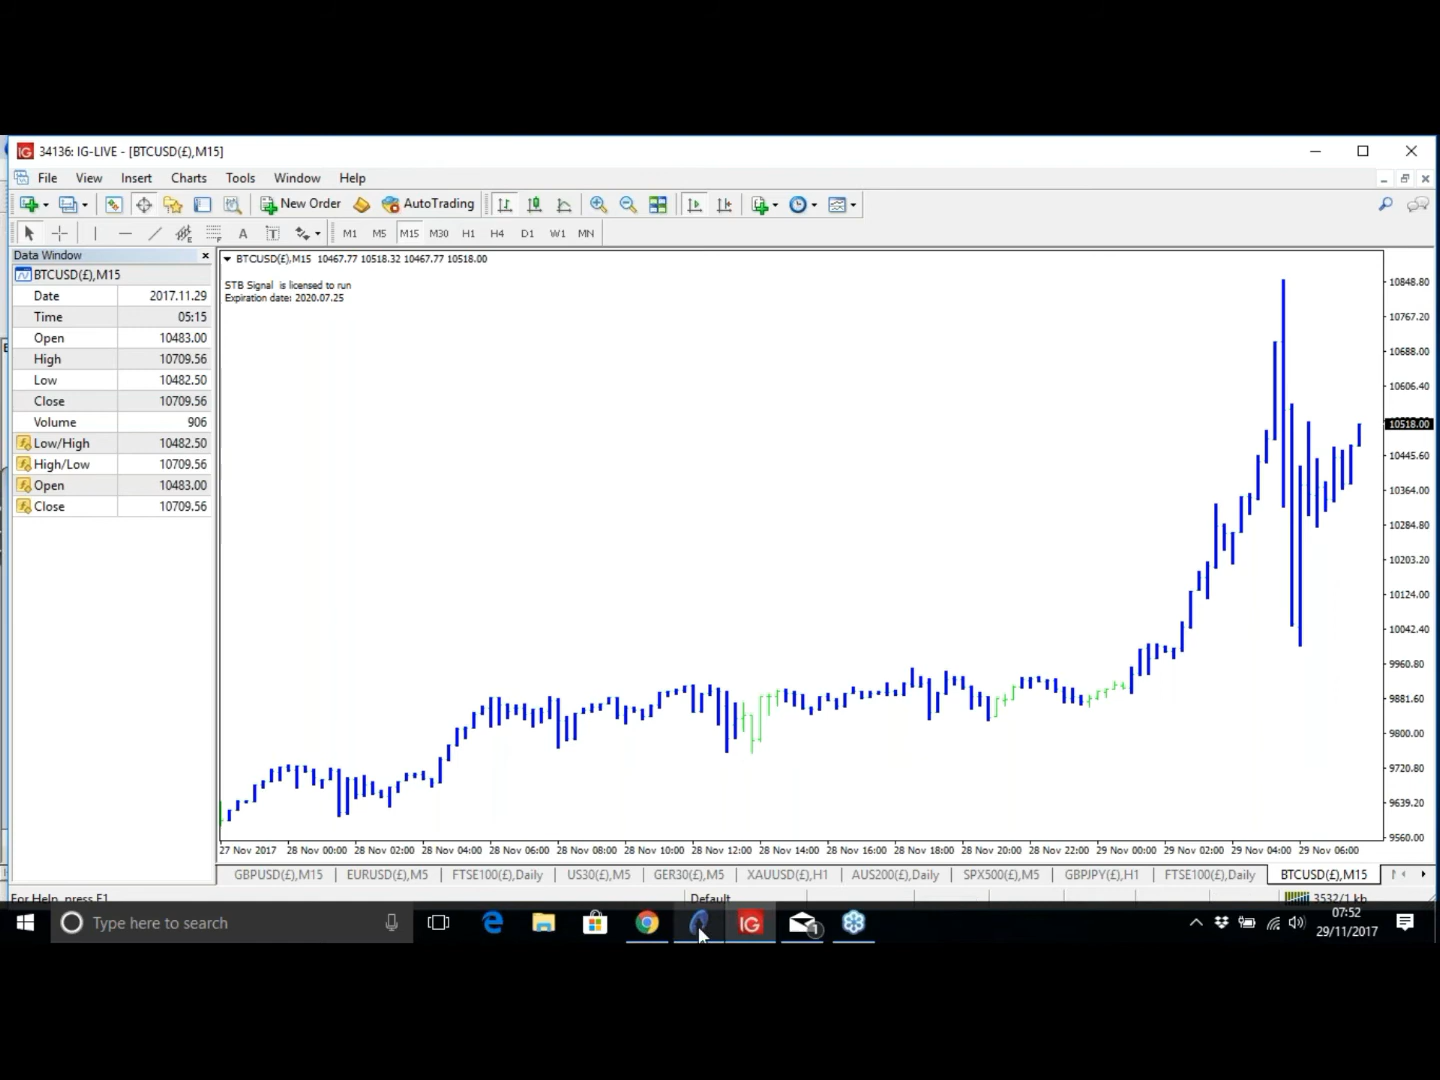 34136: IG-LIVE - [BTCUSD(£),M15]
File View Insert Charts Tools Window Help
New Order AutoTrading
A T M1 M5 M15 M30 H1 H4 D1 W1 MN
Data Window
BTCUSD(£),M15
Date 2017.11.29
Time 05:15
Open 10483.00
High 10709.56
Low 10482.50
Close 10709.56
Volume 906
Low/High 10482.50
High/Low 10709.56
Open 10483.00
Close 10709.56
BTCUSD(£),M15 10467.77 10518.32 10467.77 10518.00
STB Signal is licensed to run
Expiration date: 2020.07.25
10848.80
10767.20
10688.00
10606.40
10518.00
10445.60
10364.00
10284.80
10203.20
10124.00
10042.40
9960.80
9881.60
9800.00
9720.80
9639.20
9560.00
27 Nov 2017 28 Nov 00:00 28 Nov 02:00 28 Nov 04:00 28 Nov 06:00 28 Nov 08:00 28 Nov 10:00 28 Nov 12:00 28 Nov 14:00 28 Nov 16:00 28 Nov 18:00 28 Nov 20:00 28 Nov 22:00 29 Nov 00:00 29 Nov 02:00 29 Nov 04:00 29 Nov 06:00
GBPUSD(£),M15 EURUSD(£),M5 FTSE100(£),Daily US30(£),M5 GER30(£),M5 XAUUSD(£),H1 AUS200(£),Daily SPX500(£),M5 GBPJPY(£),H1 FTSE100(£),Daily BTCUSD(£),M15
For Help, press F1 Default 3532/1 kb
Type here to search IG 1 07:52
29/11/2017